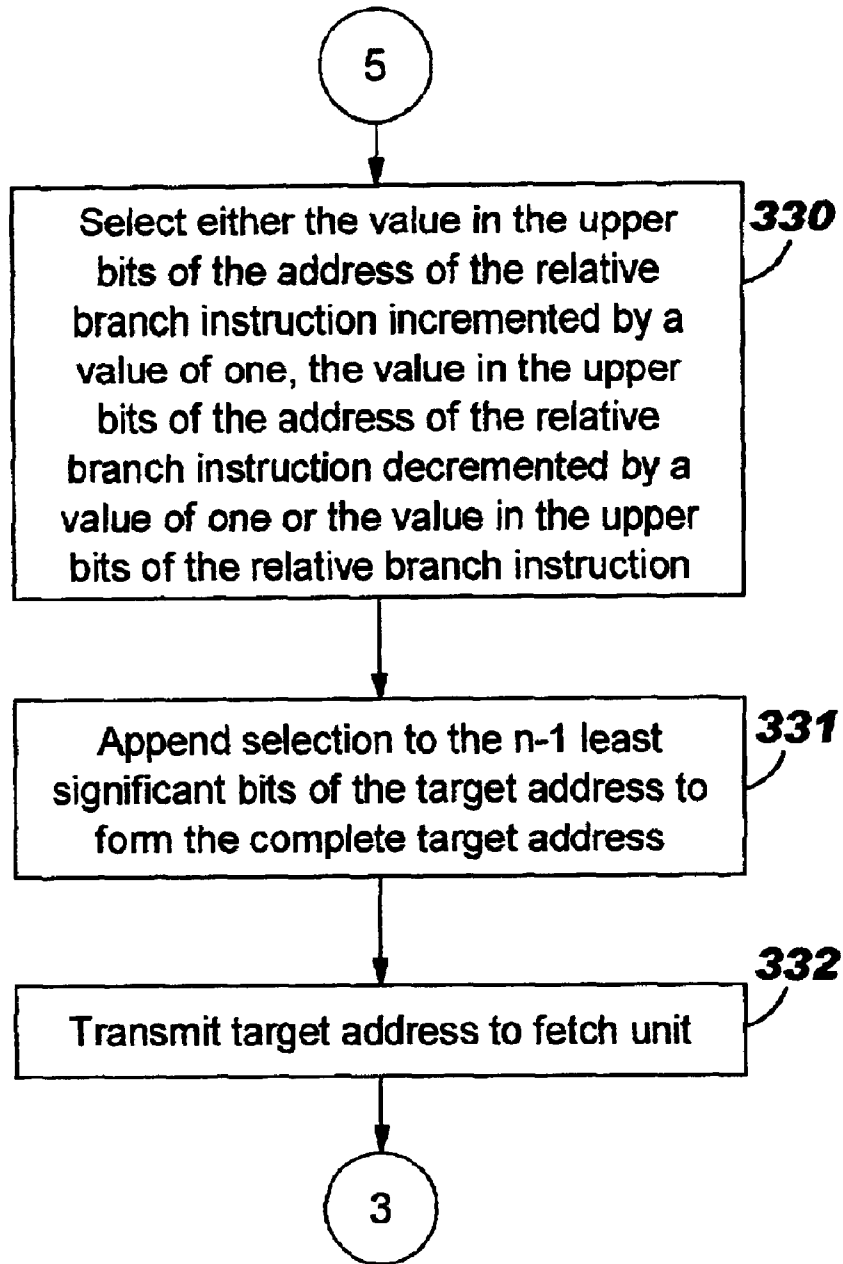 5
330
Select either the value in the upper
bits of the address of the relative
branch instruction incremented by a
value of one, the value in the upper
bits of the address of the relative
branch instruction decremented by a
value of one or the value in the upper
bits of the relative branch instruction
331
Append selection to the n-1 least
significant bits of the target address to
form the complete target address
332
Transmit target address to fetch unit
3